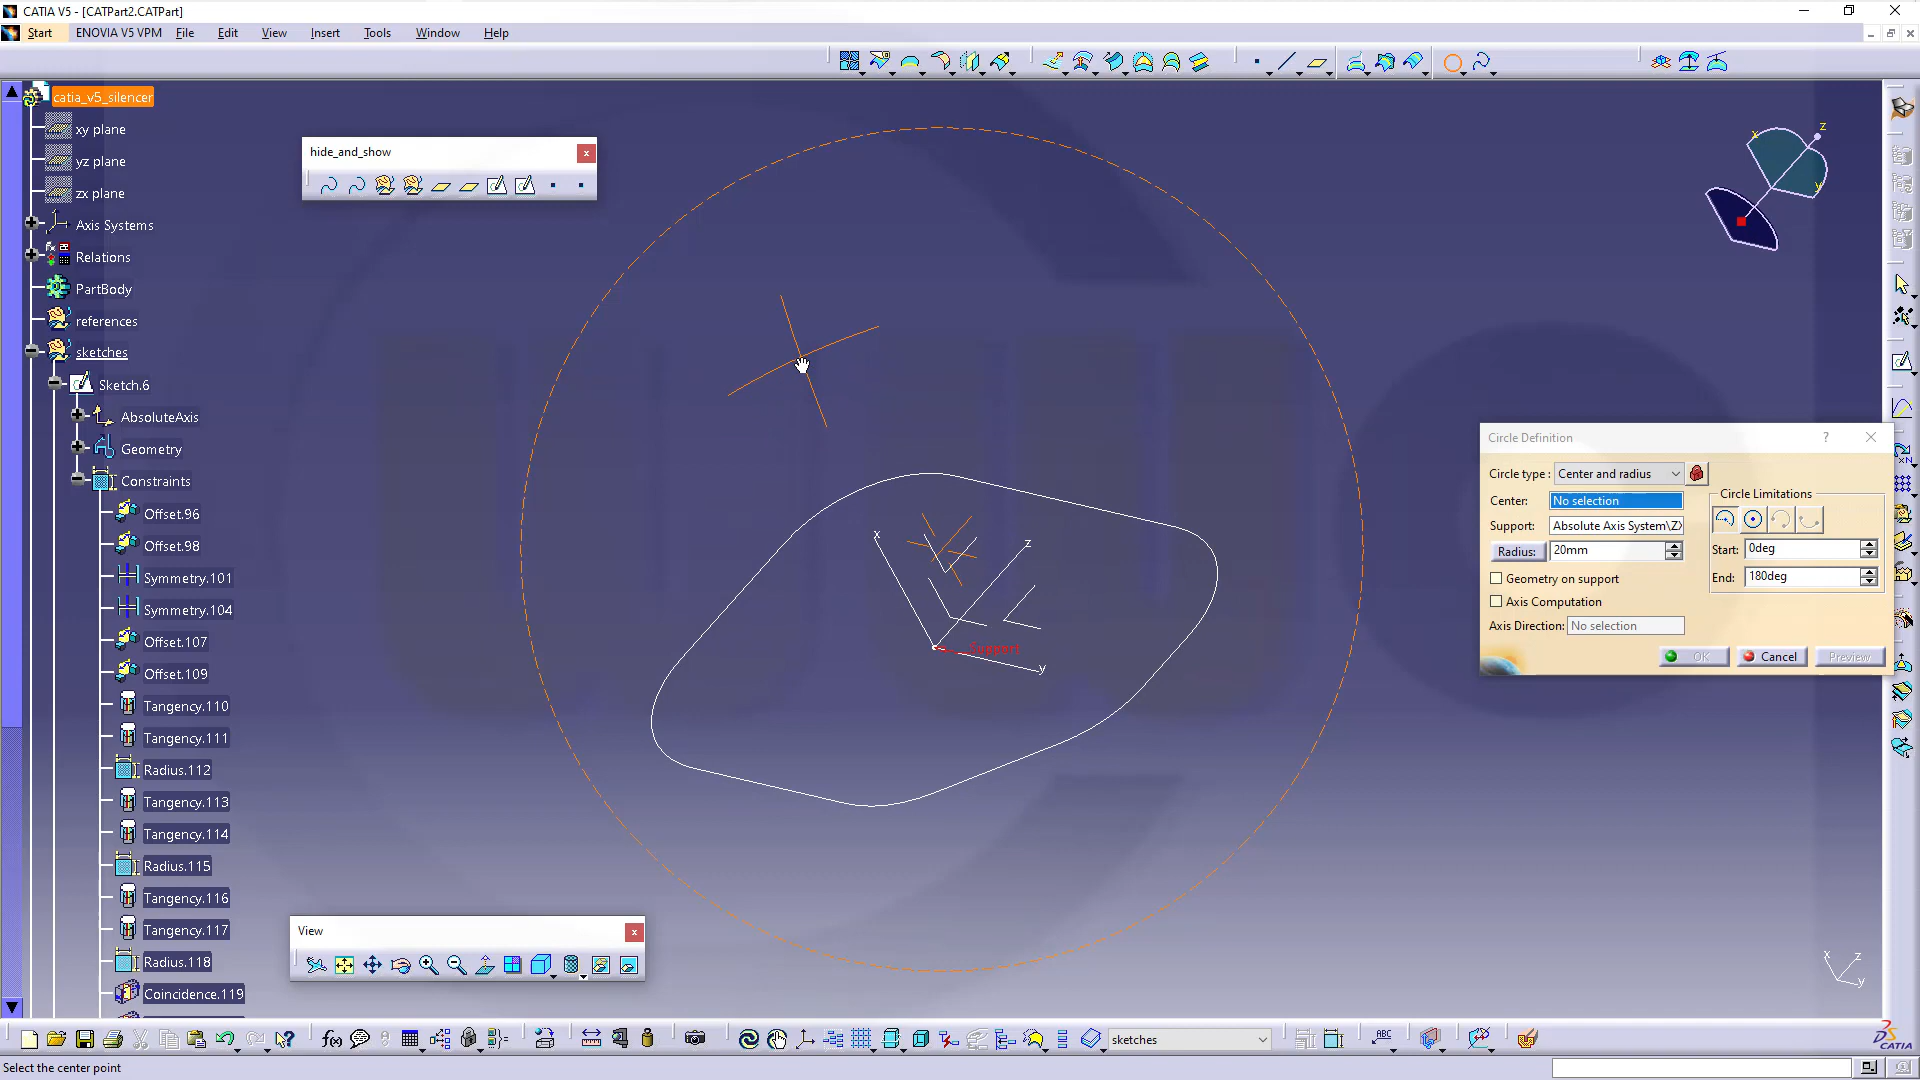 CATIA V5 - [CATPart2.CATPart]
Start ENOVIA V5 VPM File Edit View Insert Tools Window Help
catia_v5_silencer
xy plane
yz plane
zx plane
Axis Systems
Relations
PartBody
references
sketches
Sketch.6
AbsoluteAxis
Geometry
Constraints
Offset.96
Offset.98
Symmetry.101
Symmetry.104
Offset.107
Offset.109
Tangency.110
Tangency.111
Radius.112
Tangency.113
Tangency.114
Radius.115
Tangency.116
Tangency.117
Radius.118
Coincidence.119
hide_and_show
x
z
y
Support
x
z
y
Circle Definition
Circle type : Center and radius
Center: No selection
Support: Absolute Axis System\ZX
Radius: 20mm
Geometry on support
Axis Computation
Axis Direction: No selection
Circle Limitations
Start: 0deg
End: 180deg
OK Cancel Preview
View
x
z
y
sketches
ABC
CATIA
Select the center point